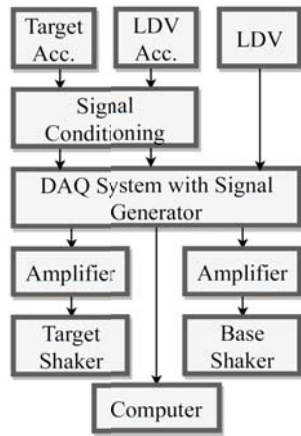 Target
Acc.
LDV
Acc.
LDV
Signal
Conditioning
DAQ System with Signal
Generator
Amplifier
Amplifier
Target
Shaker
Base
Shaker
Computer